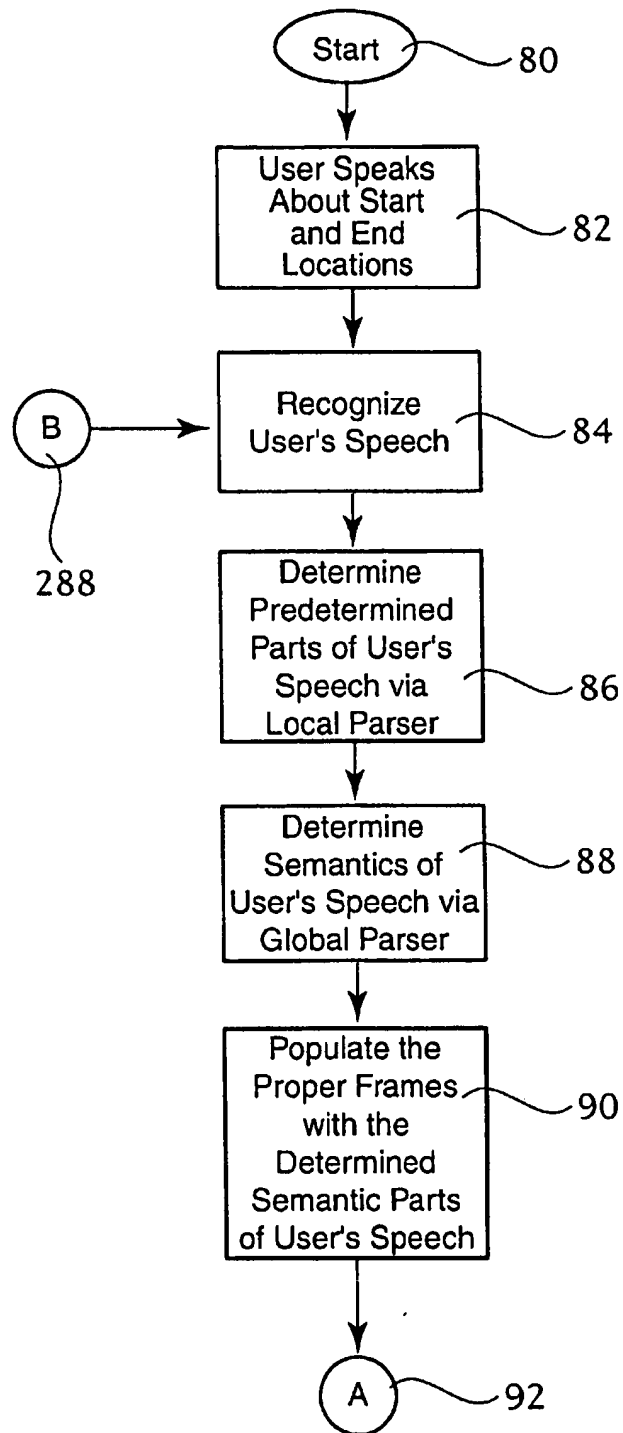 Start
80
User Speaks
About Start
and End
Locations
82
B
288
Recognize
User's Speech
84
Determine
Predetermined
Parts of User's
Speech via
Local Parser
86
Determine
Semantics of
User's Speech via
Global Parser
88
Populate the
Proper Frames
with the
Determined
Semantic Parts
of User's Speech
90
A
92